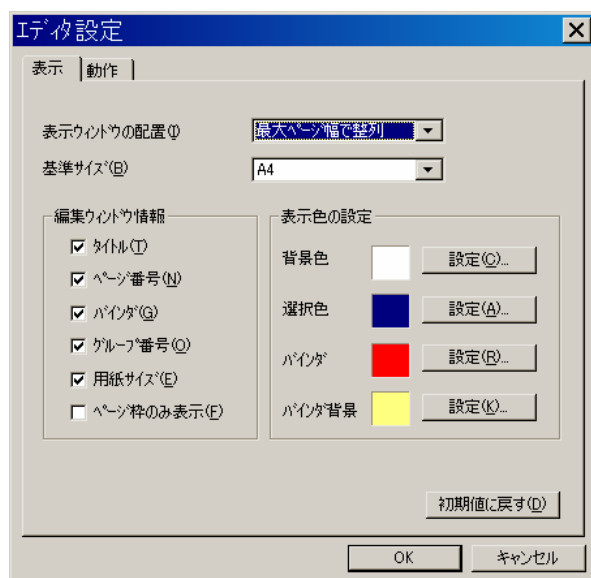 エディタ設定
表示 動作
表示ウィンドウの配置(I) 最大ページ幅で整列
基準サイズ(B) A4
編集ウィンドウ情報
タイトル(T)
ページ番号(N)
バインダ(G)
グループ番号(O)
用紙サイズ(E)
ページ枠のみ表示(F)
表示色の設定
背景色 設定(C)...
選択色 設定(A)...
バインダ 設定(R)...
バインダ背景 設定(K)...
初期値に戻す(D)
OK キャンセル